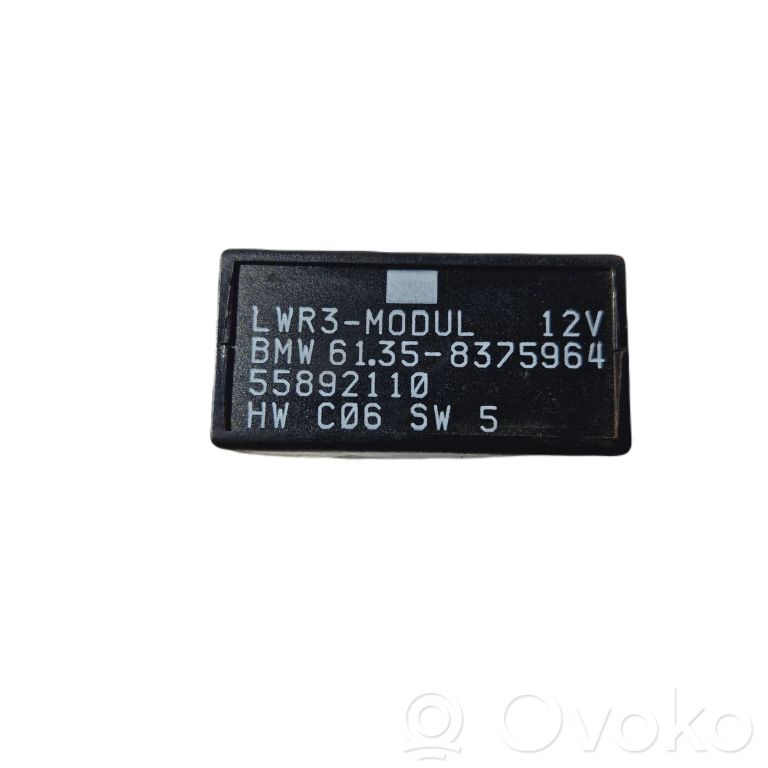 LWR3-MODUL 12V
BMW 61.35-8375964
55892110
HW C06 SW 5
Ovoko